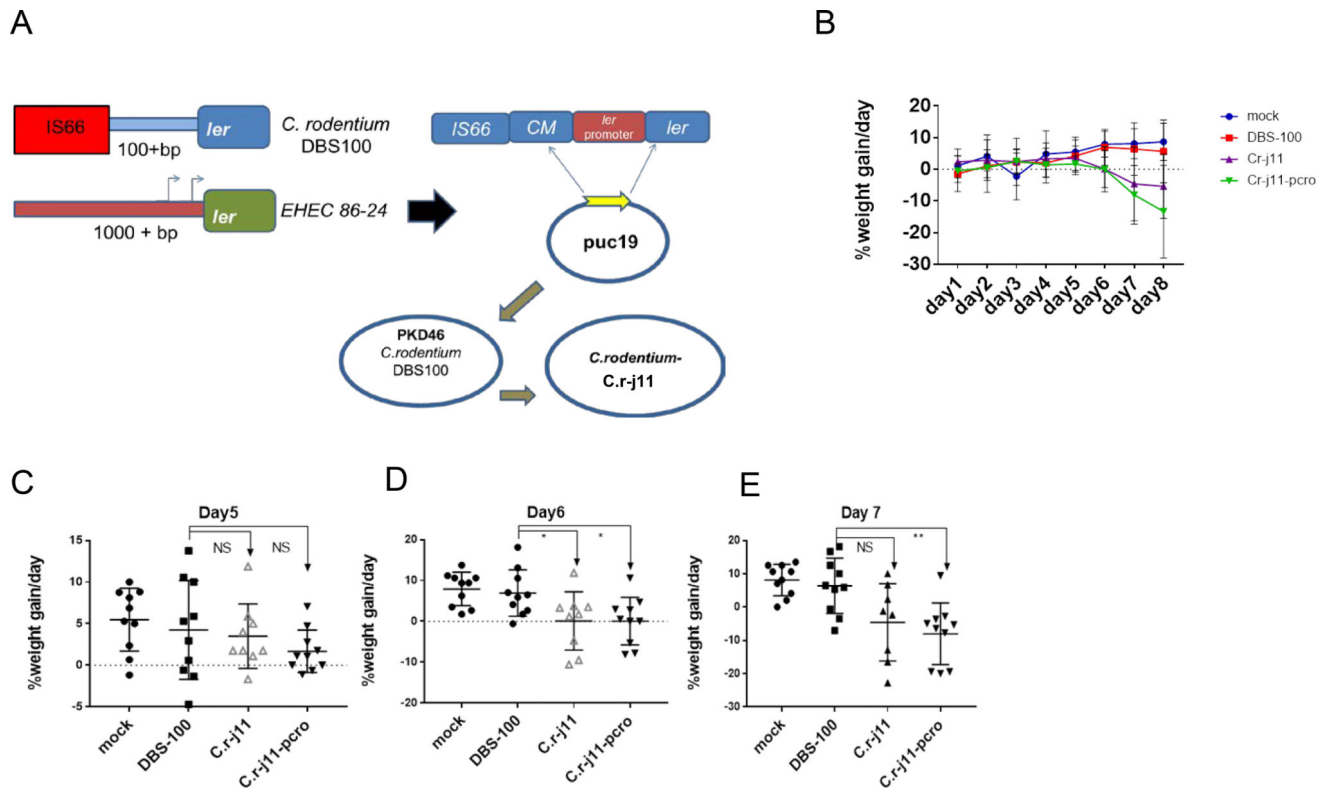 A
IS66
ler
100+bp
C. rodentium
DBS100
ler
1000 + bp
EHEC 86-24
IS66
CM
ler
promoter
ler
puc19
PKD46
C.rodentium
DBS100
C.rodentium-
C.r-j11
B
%weight gain/day
20
10
0
-10
-20
-30
day1
day2
day3
day4
day5
day6
day7
day8
mock
DBS-100
Cr-j11
Cr-j11-pcro
C
Day5
NS
NS
%weight gain/day
15
10
5
0
-5
mock
DBS-100
C.r-j11
C.r-j11-pcro
D
Day6
*
*
%weight gain/day
20
10
0
-10
-20
mock
DBS-100
C.r-j11
C.r-j11-pcro
E
Day 7
NS
**
%weight gain/day
20
10
0
-10
-20
-30
mock
DBS-100
C.r-j11
C.r-j11-pcro